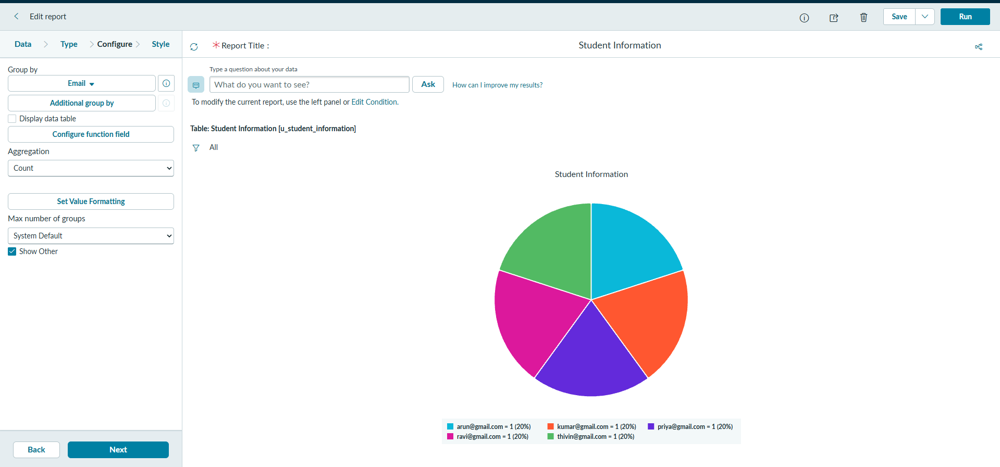 Edit report
Save
Run
Data
Type
Configure
Style
Report Title :
Student Information
Group by
Email
Additional group by
Display data table
Configure function field
Aggregation
Count
Set Value Formatting
Max number of groups
System Default
Show Other
Back
Next
Type a question about your data
What do you want to see?
Ask
How can I improve my results?
To modify the current report, use the left panel or Edit Condition.
Table: Student Information [u_student_information]
All
Student Information
arun@gmail.com = 1 (20%) kumar@gmail.com = 1 (20%) priya@gmail.com = 1 (20%)
ravi@gmail.com = 1 (20%) thivin@gmail.com = 1 (20%)